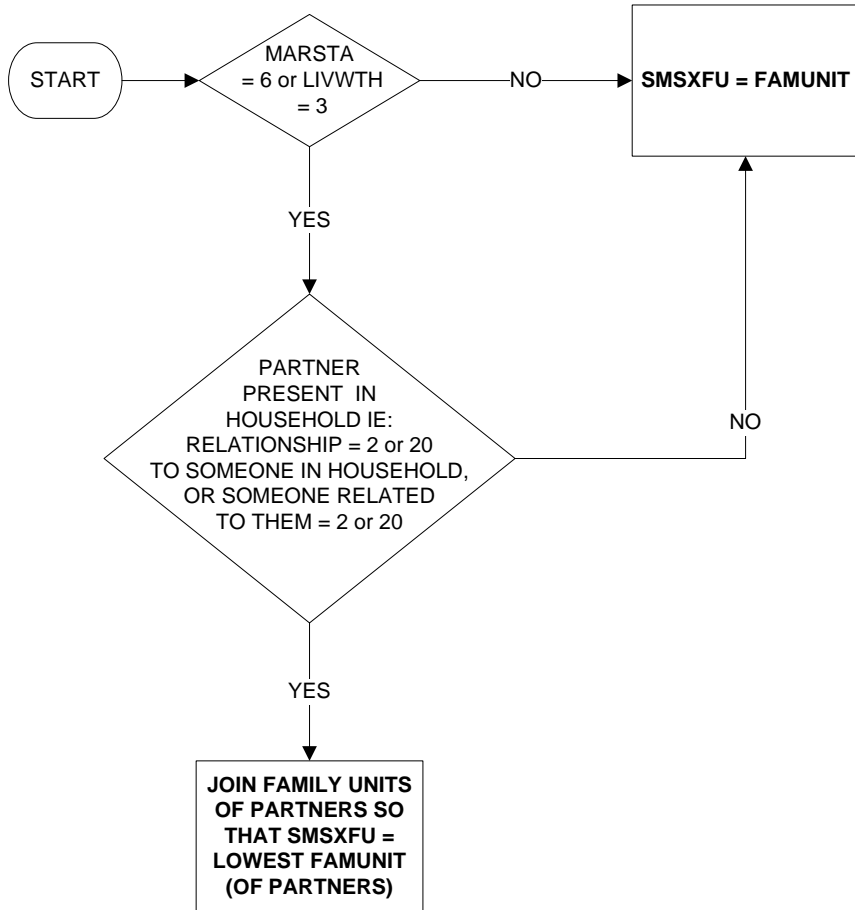 START
MARSTA
= 6 or LIVWTH
= 3
NO
SMSXFU = FAMUNIT
YES
PARTNER
PRESENT IN
HOUSEHOLD IE:
RELATIONSHIP = 2 or 20
TO SOMEONE IN HOUSEHOLD,
OR SOMEONE RELATED
TO THEM = 2 or 20
NO
YES
JOIN FAMILY UNITS
OF PARTNERS SO
THAT SMSXFU =
LOWEST FAMUNIT
(OF PARTNERS)